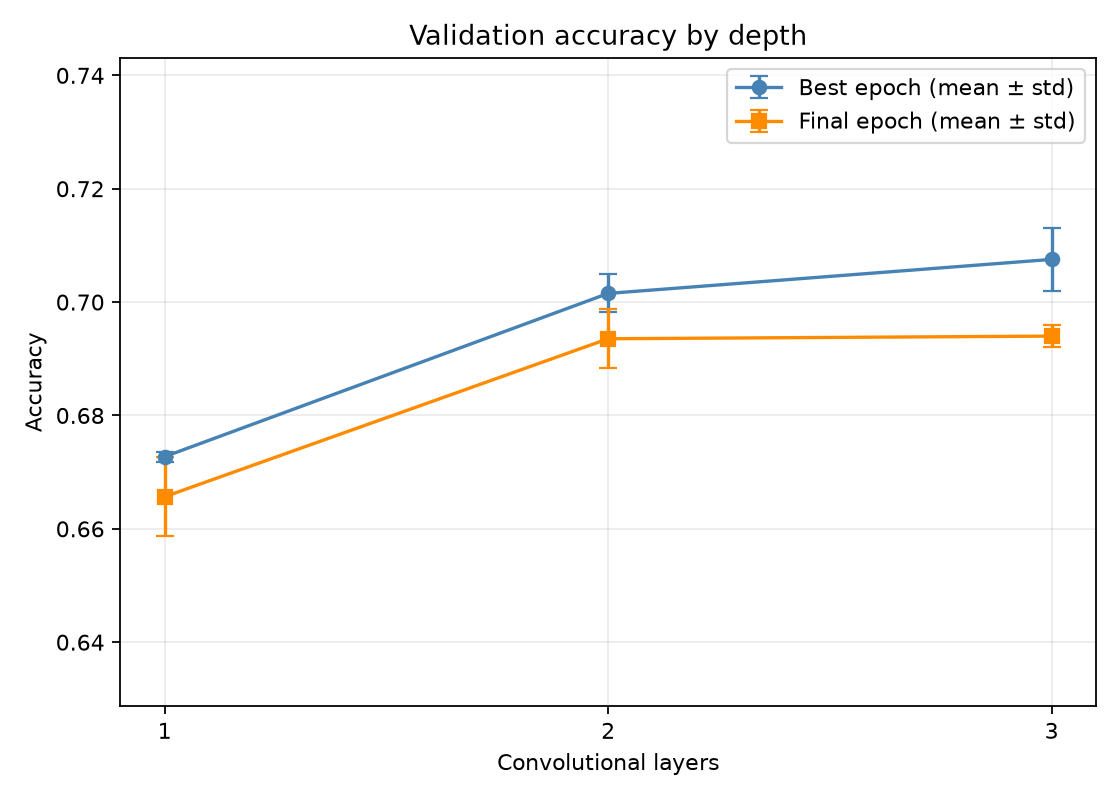 Validation accuracy by depth
Best epoch (mean ± std)
Final epoch (mean ± std)
0.74
0.72
0.70
0.68
0.66
0.64
Accuracy
1 2 3
Convolutional layers